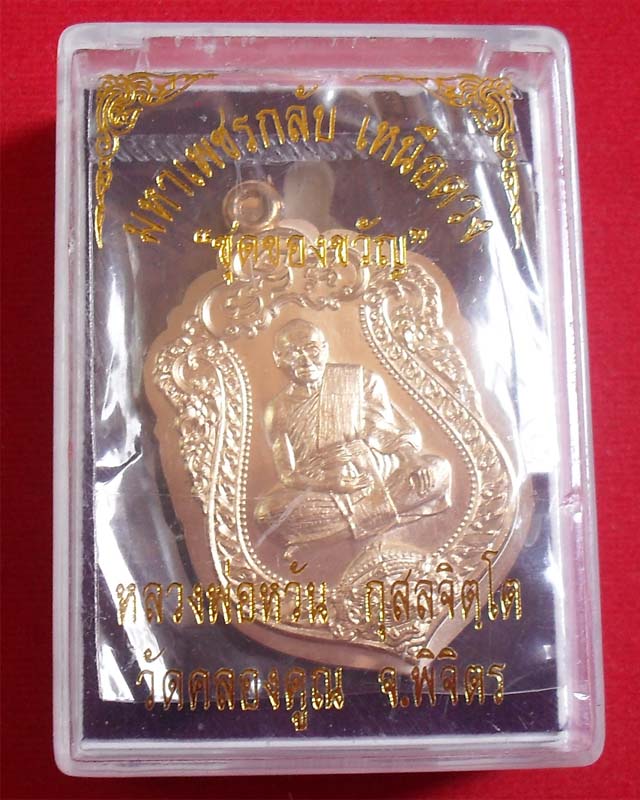 มหาเพชรกลับ เหนือดวง
"ชุดของขวัญ"
หลวงพ่อหวั่น กุสลจิตฺโต
วัดคลองคูณ จ.พิจิตร